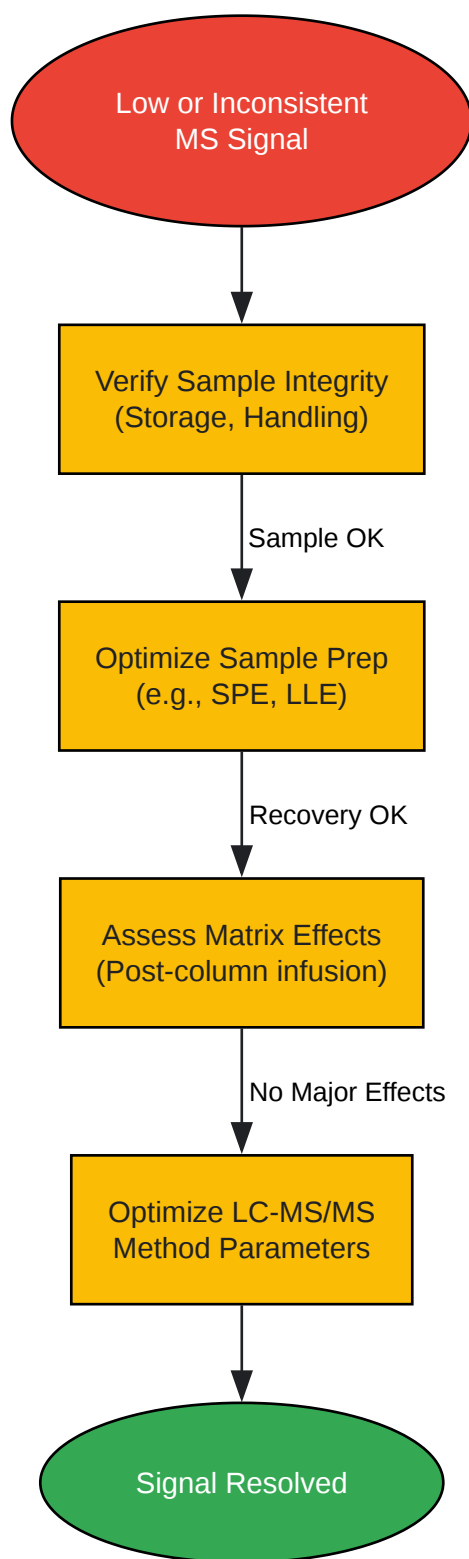 Low or Inconsistent
MS Signal
Verify Sample Integrity
(Storage, Handling)
Sample OK
Optimize Sample Prep
(e.g., SPE, LLE)
Recovery OK
Assess Matrix Effects
(Post-column infusion)
No Major Effects
Optimize LC-MS/MS
Method Parameters
Signal Resolved